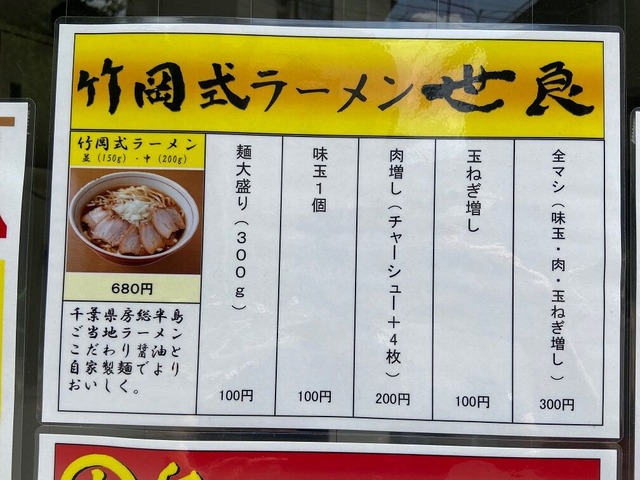 竹岡式ラーメン世良
竹岡式ラーメン
並（150g）・中（200g）
680円
千葉県房総半島
ご当地ラーメン
こだわり醤油と
自家製麺でより
おいしく。
麺大盛り（300g）
100円
味玉1個
100円
肉増し（チャーシュー＋4枚）
200円
玉ねぎ増し
100円
全マシ（味玉・肉・玉ねぎ増し）
300円